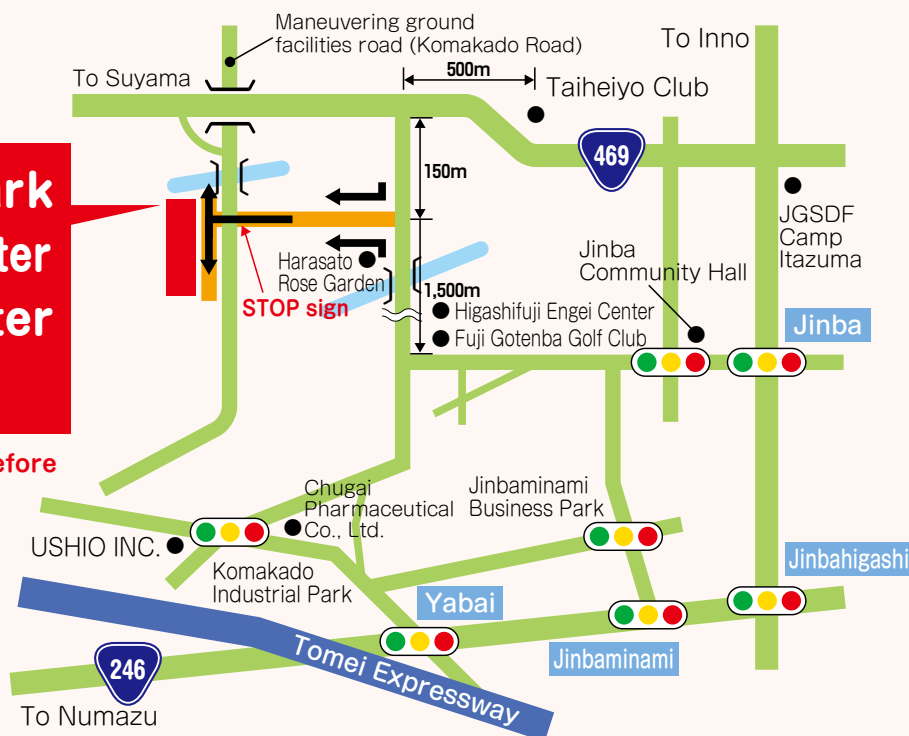 Maneuvering ground
facilities road (Komakado Road)
To Inno
To Suyama
500m
Taiheiyo Club
469
150m
JGSDF
Camp
Itazuma
Harasato
Rose Garden
STOP sign
1,500m
Jinba
Community Hall
Higashifuji Engei Center
Fuji Gotenba Golf Club
Jinba
efore
Chugai
Pharmaceutical
Co., Ltd.
Jinbaminami
Business Park
USHIO INC.
Komakado
Industrial Park
Jinbahigashi
Yabai
Jinbaminami
Tomei Expressway
246
To Numazu
rk
ter
ter